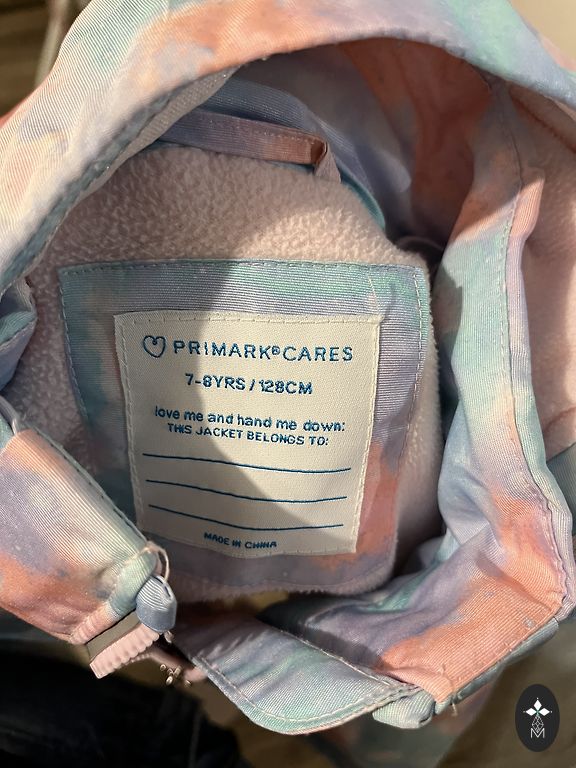 PRIMARK®CARES
7-8YRS / 128CM
love me and hand me down:
THIS JACKET BELONGS TO:
MADE IN CHINA
M